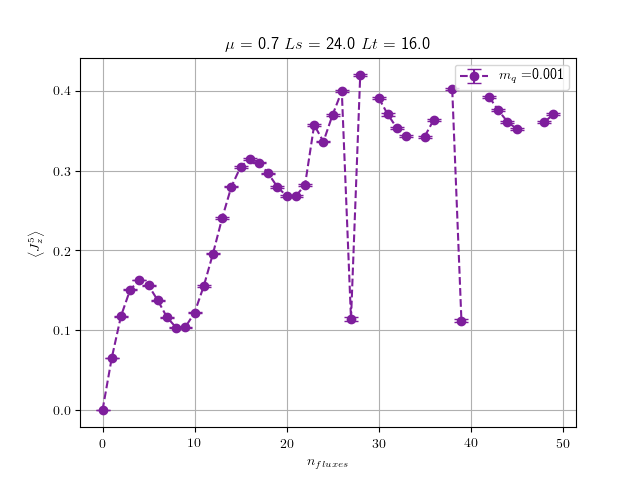 μ = 0.7 Ls = 24.0 Lt = 16.0
m_q =0.001
0.4
0.3
0.2
0.1
0.0
⟨J_z^5⟩
0 10 20 30 40 50
n_fluxes